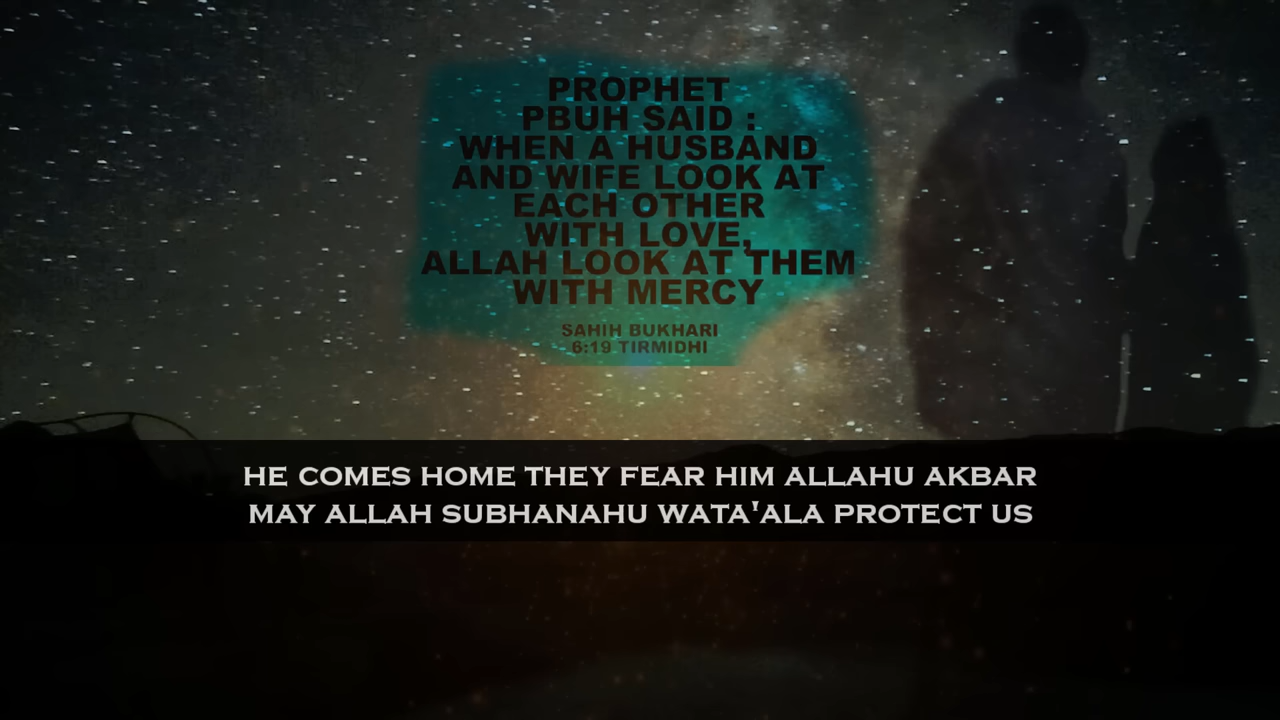 PROPHET
PBUH SAID :
WHEN A HUSBAND
AND WIFE LOOK AT
EACH OTHER
WITH LOVE,
ALLAH LOOK AT THEM
WITH MERCY
SAHIH BUKHARI
6:19 TIRMIDHI
HE COMES HOME THEY FEAR HIM ALLAHU AKBAR
MAY ALLAH SUBHANAHU WATA'ALA PROTECT US